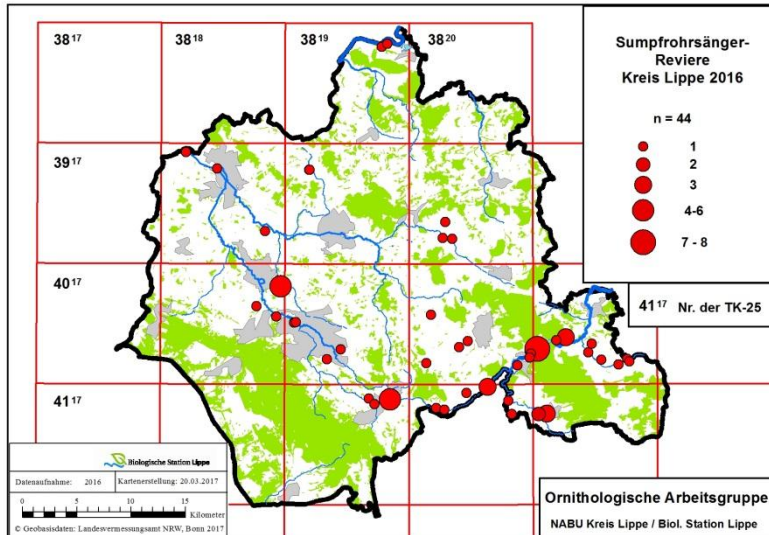 38¹⁷
38¹⁸
38¹⁹
38²⁰
39¹⁷
40¹⁷
41¹⁷
Sumpfrohrsänger-
Reviere
Kreis Lippe 2016
n = 44
1
2
3
4-6
7 - 8
41¹⁷ Nr. der TK-25
Biologische Station Lippe
Datenaufnahme: 2016 Kartenerstellung: 20.03.2017
0 5 10 15
Kilometer
© Geobasisdaten: Landesvermessungsamt NRW, Bonn 2017
Ornithologische Arbeitsgruppe
NABU Kreis Lippe / Biol. Station Lippe